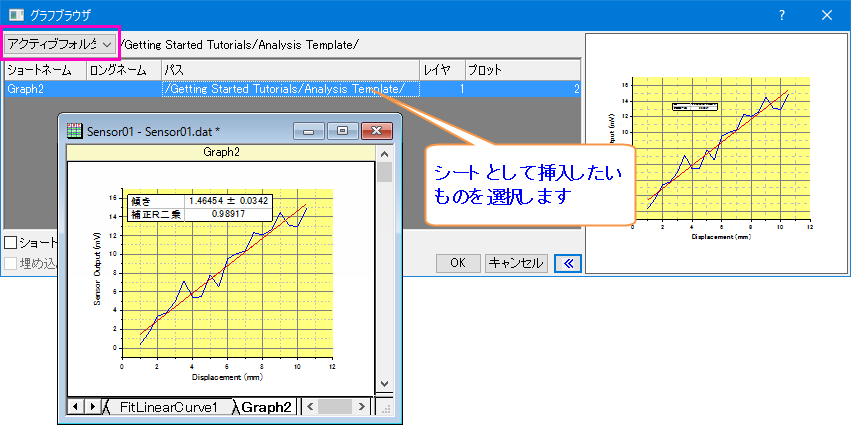 グラフブラウザ
アクティブフォルダ /Getting Started Tutorials/Analysis Template/
ショートネーム ロングネーム パス レイヤ プロット
Graph2 /Getting Started Tutorials/Analysis Template/ 1 2
Sensor01 - Sensor01.dat *
Graph2
傾き 1.46454 ± 0.0342
補正R二乗 0.98917
Sensor Output (mV)
16
14
12
10
8
6
4
2
0
0 2 4 6 8 10 12
Displacement (mm)
FitLinearCurve1 Graph2
シートとして挿入したい
ものを選択します
ショート
埋め込
OK キャンセル
16
14
12
10
8
6
4
2
0
0 2 4 6 8 10 12
Displacement (mm)